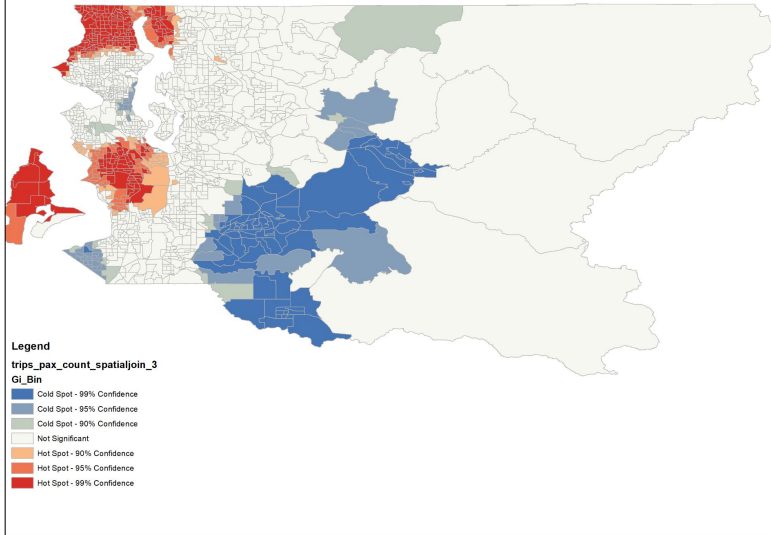 Legend
trips_pax_count_spatialjoin_3
Gi_Bin
Cold Spot - 99% Confidence
Cold Spot - 95% Confidence
Cold Spot - 90% Confidence
Not Significant
Hot Spot - 90% Confidence
Hot Spot - 95% Confidence
Hot Spot - 99% Confidence